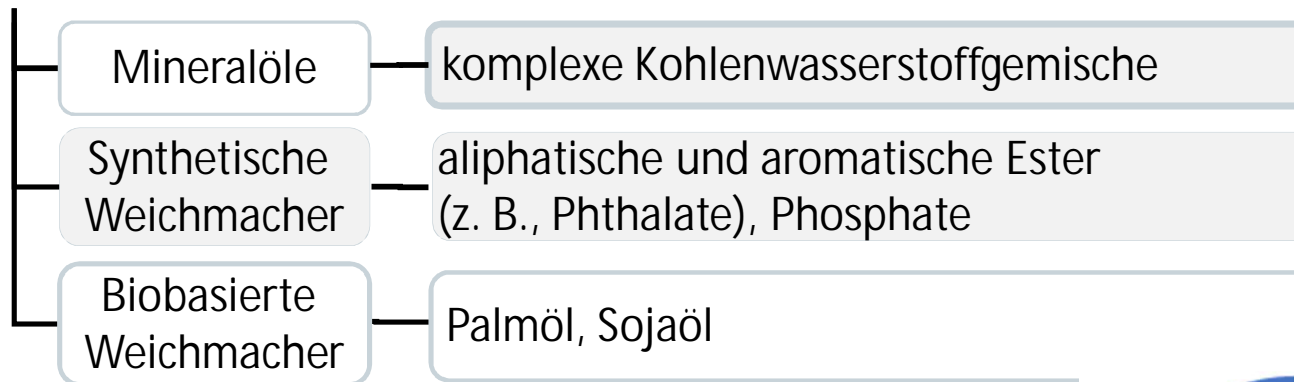 Mineralöle
komplexe Kohlenwasserstoffgemische
Synthetische
Weichmacher
aliphatische und aromatische Ester
(z. B., Phthalate), Phosphate
Biobasierte
Weichmacher
Palmöl, Sojaöl